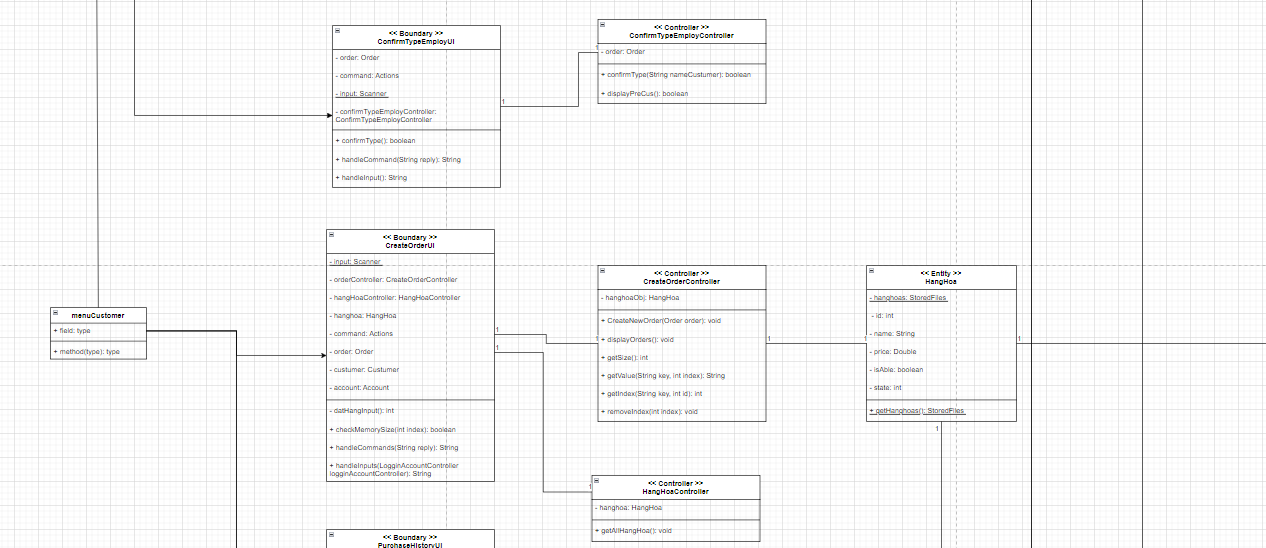 << Boundary >>
ConfirmTypeEmployUI
- order: Order
- command: Actions
- input: Scanner
- confirmTypeEmployController:
ConfirmTypeEmployController
+ confirmType(): boolean
+ handleCommand(String reply): String
+ handleInput(): String
1
1
<< Controller >>
ConfirmTypeEmployController
- order: Order
+ confirmType(String nameCustumer): boolean
+ displayPreCus(): boolean
menuCustomer
+ field: type
+ method(type): type
<< Boundary >>
CreateOrderUI
- input: Scanner
- orderController: CreateOrderController
- hangHoaController: HangHoaController
- hanghoa: HangHoa
- command: Actions
- order: Order
- custumer: Custumer
- account: Account
- datHangInput(): int
+ checkMemorySize(int index): boolean
+ handleCommands(String reply): String
+ handleInputs(LogginAccountController
logginAccountController): String
1
1
1
<< Controller >>
CreateOrderController
- hanghoaObj: HangHoa
+ CreateNewOrder(Order order): void
+ displayOrders(): void
+ getSize(): int
+ getValue(String key, int index): String
+ getIndex(String key, int id): int
+ removeIndex(int index): void
1
1
<< Entity >>
HangHoa
- hanghoas: StoredFiles
- id: int
- name: String
- price: Double
- isAble: boolean
- state: int
+ getHanghoas(): StoredFiles
1
1
1
<< Controller >>
HangHoaController
- hanghoa: HangHoa
+ getAllHangHoa(): void
<< Boundary >>
PurchaseHistoryUI